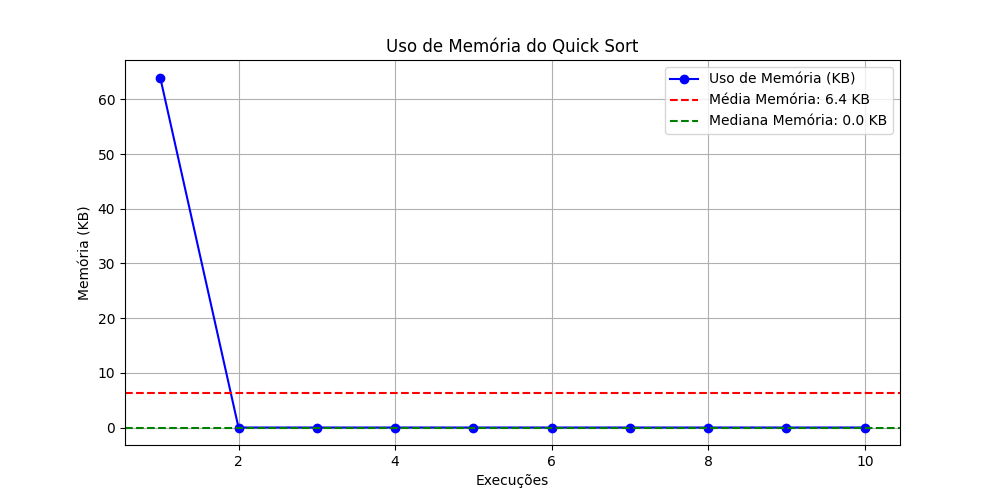 Uso de Memória do Quick Sort
Uso de Memória (KB)
Média Memória: 6.4 KB
Mediana Memória: 0.0 KB
Memória (KB)
60
50
40
30
20
10
0
2 4 6 8 10
Execuções